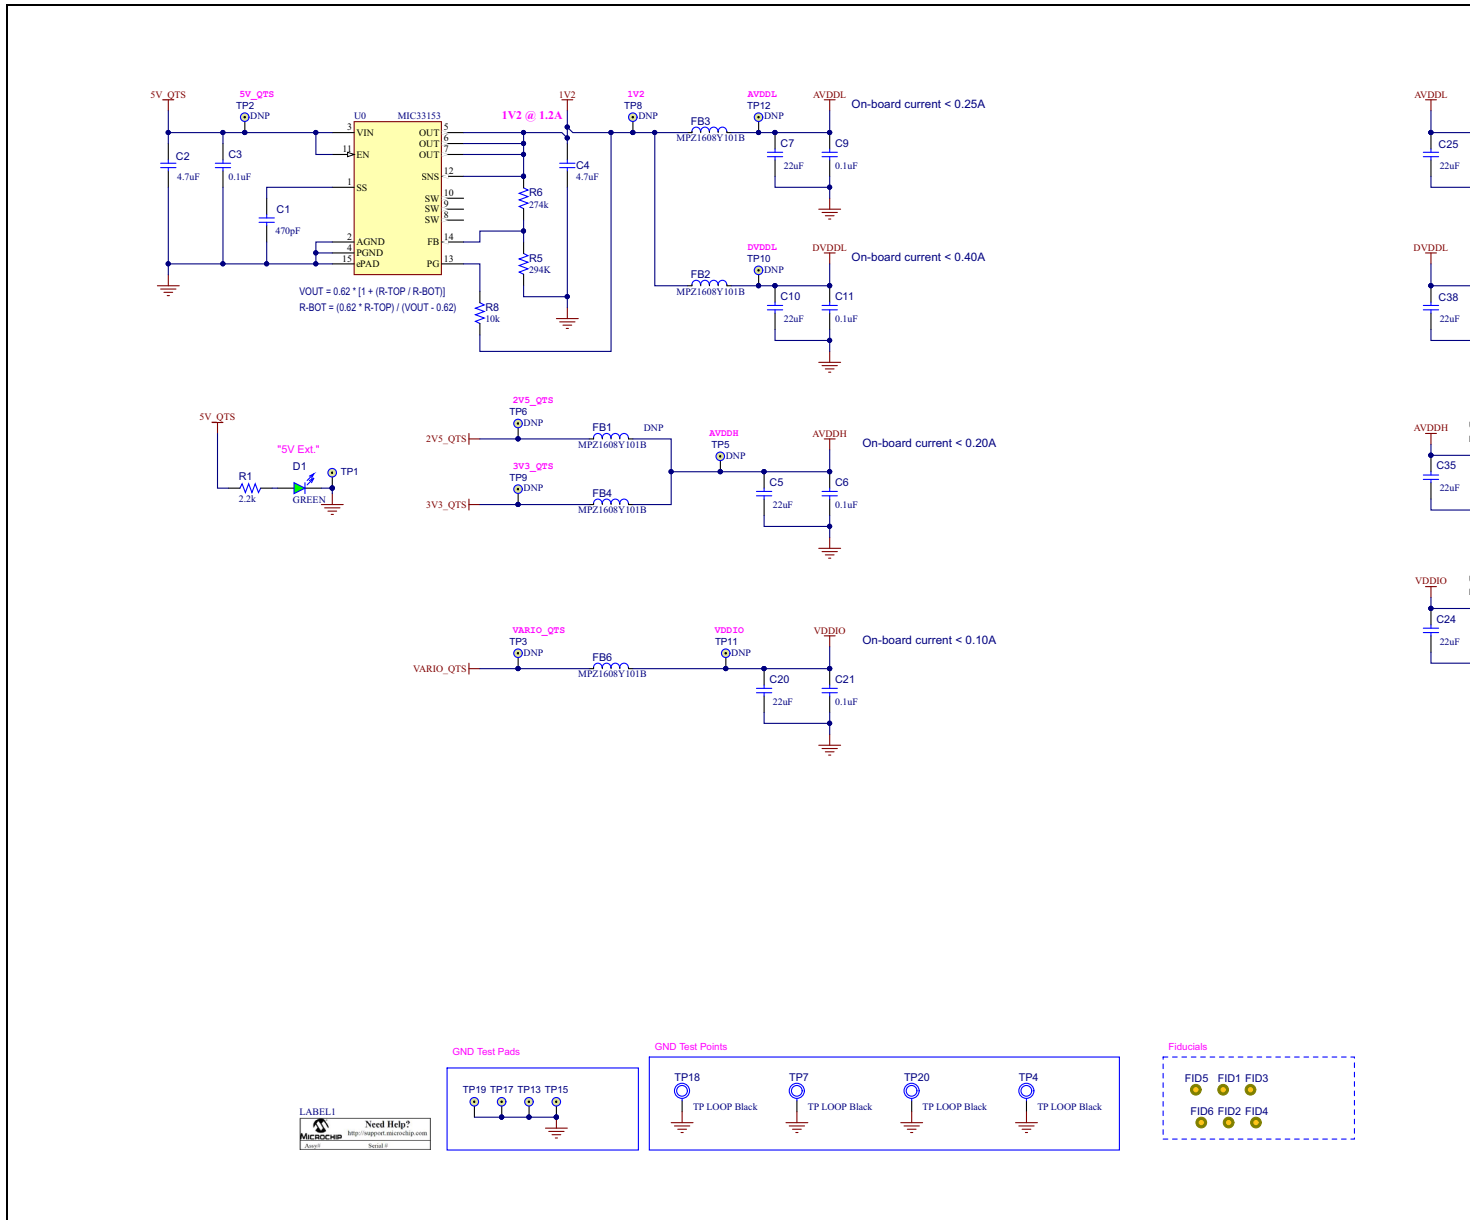 5V_QTS
5V_QTS
TP2
DNP
U0
MIC33153
1V2 @ 1.2A
1V2
1V2
TP8
DNP
AVDDL
TP12
DNP
AVDDL
On-board current < 0.25A
AVDDL
3 VIN
11 EN
1 SS
2 AGND
4 PGND
15 ePAD
OUT 5
OUT 6
OUT 7
SNS 12
SW 10
SW 9
SW 8
FB 14
PG 13
C2
4.7uF
C3
0.1uF
C1
470pF
R6
274k
R5
294K
R8
10k
C4
4.7uF
FB3
MPZ1608Y101B
C7
22uF
C9
0.1uF
C25
22uF
VOUT = 0.62 * [1 + (R-TOP / R-BOT)]
R-BOT = (0.62 * R-TOP) / (VOUT - 0.62)
DVDDL
TP10
DNP
DVDDL
On-board current < 0.40A
FB2
MPZ1608Y101B
C10
22uF
C11
0.1uF
DVDDL
C38
22uF
5V_QTS
"5V Ext."
R1
2.2k
D1
GREEN
TP1
2V5_QTS
TP6
DNP
2V5_QTS
FB1
DNP
MPZ1608Y101B
3V3_QTS
TP9
DNP
3V3_QTS
FB4
MPZ1608Y101B
AVDDH
TP5
DNP
AVDDH
On-board current < 0.20A
C5
22uF
C6
0.1uF
AVDDH
C35
22uF
VARIO_QTS
TP3
DNP
VARIO_QTS
FB6
MPZ1608Y101B
VDDIO
TP11
DNP
VDDIO
On-board current < 0.10A
C20
22uF
C21
0.1uF
VDDIO
C24
22uF
GND Test Pads
TP19 TP17 TP13 TP15
GND Test Points
TP18
TP LOOP Black
TP7
TP LOOP Black
TP20
TP LOOP Black
TP4
TP LOOP Black
Fiducials
FID5 FID1 FID3
FID6 FID2 FID4
LABEL1
MICROCHIP
Need Help?
http://support.microchip.com
Assy#
Serial #